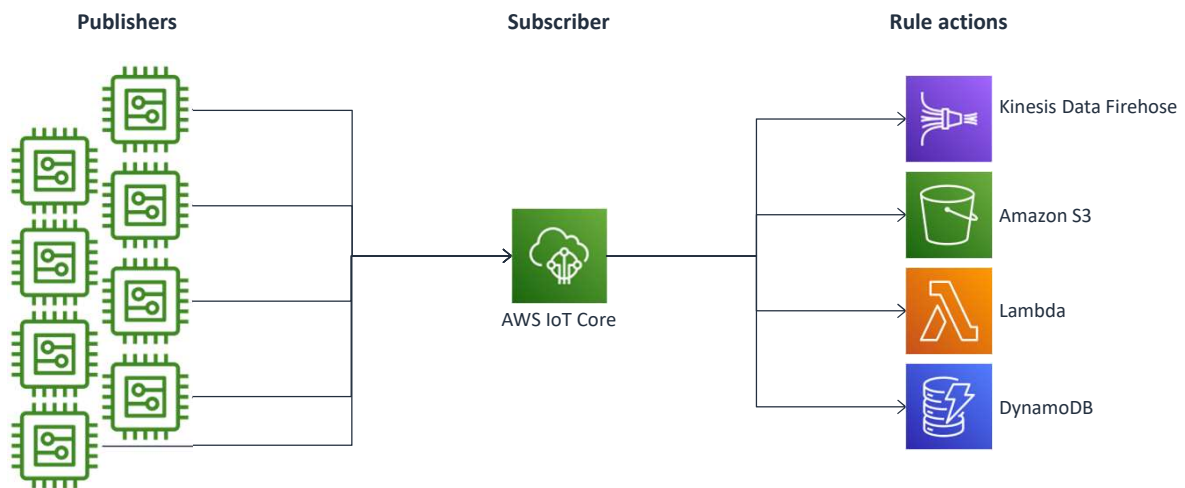 Publishers
Subscriber
Rule actions
Kinesis Data Firehose
Amazon S3
AWS IoT Core
Lambda
DynamoDB